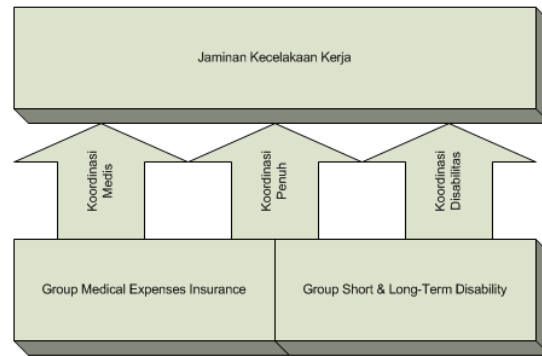 Jaminan Kecelakaan Kerja
Koordinasi
Medis
Koordinasi
Penuh
Koordinasi
Disabilitas
Group Medical Expenses Insurance
Group Short & Long-Term Disability